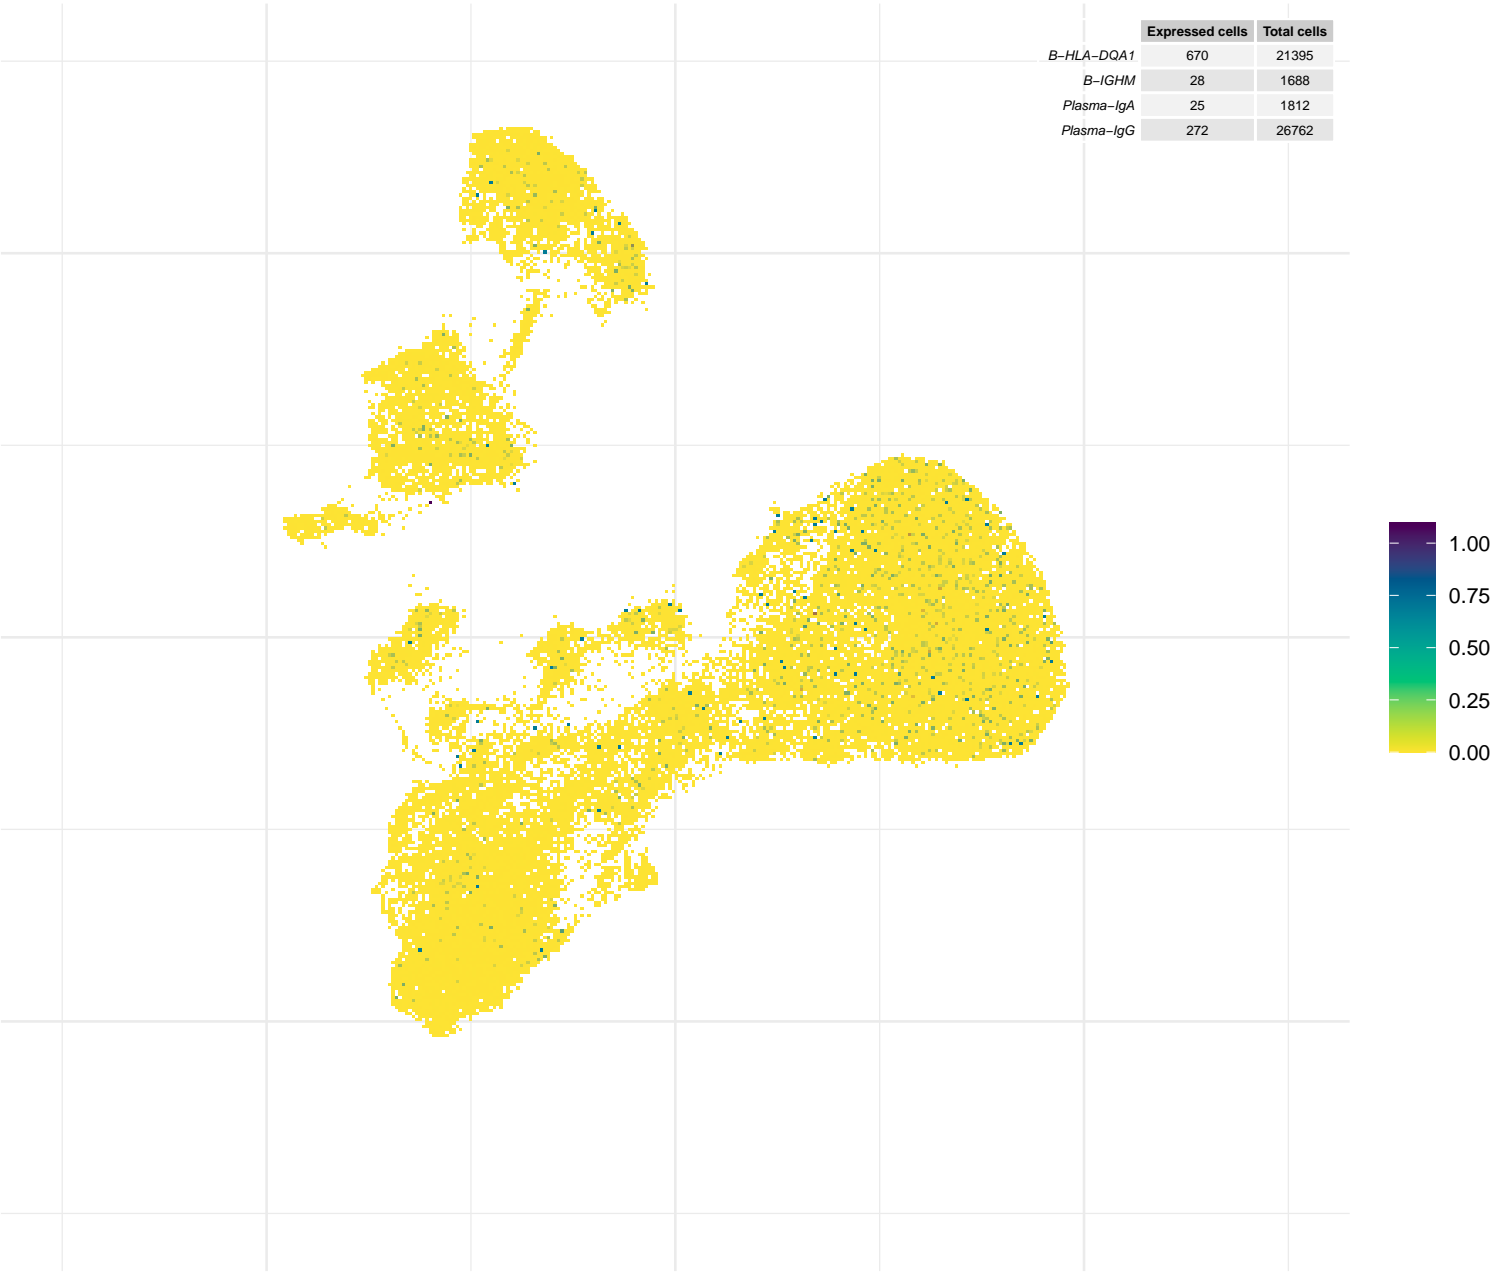 Expressed cells Total cells
B−HLA−DQA1 670 21395
B−IGHM 28 1688
Plasma−IgA 25 1812
Plasma−IgG 272 26762
1.00
0.75
0.50
0.25
0.00